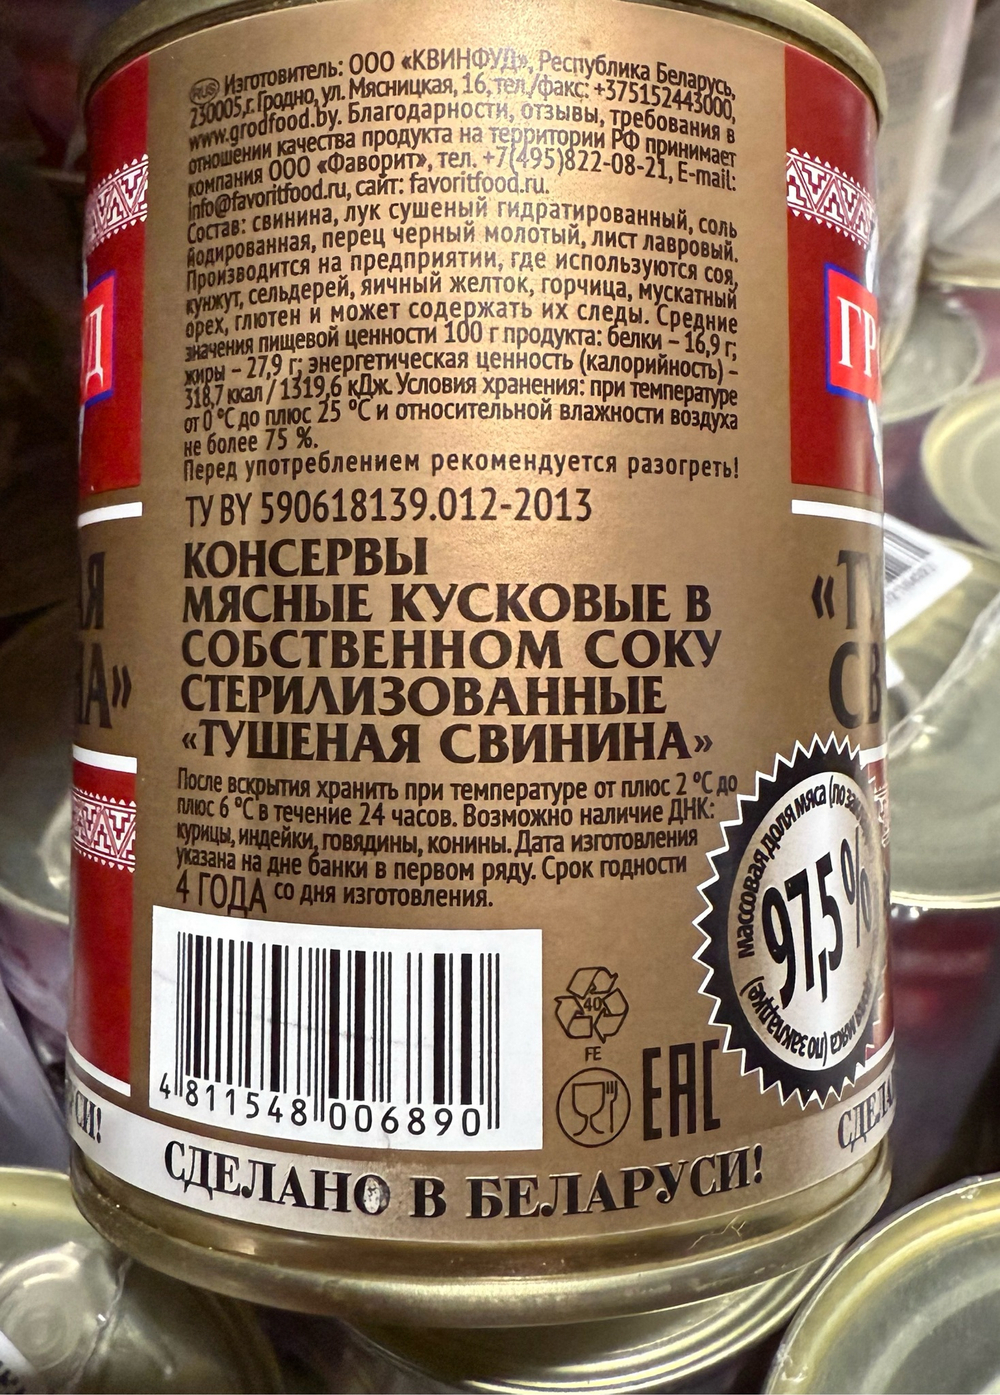 RUS Изготовитель: ООО «КВИНФУД», Республика Беларусь,
230005, г. Гродно, ул. Мясницкая, 16, тел./факс: +375152443000,
www.grodfood.by. Благодарности, отзывы, требования в
отношении качества продукта на территории РФ принимает
компания ООО «Фаворит», тел. +7(495)822-08-21, E-mail:
info@favoritfood.ru, сайт: favoritfood.ru.
Состав: свинина, лук сушеный гидратированный, соль
йодированная, перец черный молотый, лист лавровый.
Производится на предприятии, где используются соя,
кунжут, сельдерей, яичный желток, горчица, мускатный
орех, глютен и может содержать их следы. Средние
значения пищевой ценности 100 г продукта: белки – 16,9 г;
жиры – 27,9 г; энергетическая ценность (калорийность) –
318,7 ккал / 1319,6 кДж. Условия хранения: при температуре
от 0 °С до плюс 25 °С и относительной влажности воздуха
не более 75 %.
Перед употреблением рекомендуется разогреть!
ТУ BY 590618139.012-2013
КОНСЕРВЫ
МЯСНЫЕ КУСКОВЫЕ В
СОБСТВЕННОМ СОКУ
СТЕРИЛИЗОВАННЫЕ
«ТУШЕНАЯ СВИНИНА»
После вскрытия хранить при температуре от плюс 2 °С до
плюс 6 °С в течение 24 часов. Возможно наличие ДНК:
курицы, индейки, говядины, конины. Дата изготовления
указана на дне банки в первом ряду. Срок годности
4 ГОДА со дня изготовления.
массовая доля мяса (по
97,5%
мяса (по закладке)
4 811548 006890
40
FE
EAC
СДЕЛАНО В БЕЛАРУСИ!